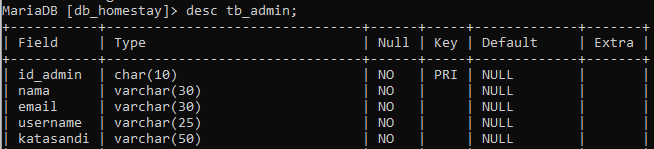 MariaDB [db_homestay]> desc tb_admin;
+-----------+-------------+------+-----+---------+-------+
| Field     | Type        | Null | Key | Default | Extra |
+-----------+-------------+------+-----+---------+-------+
| id_admin  | char(10)    | NO   | PRI | NULL    |       |
| nama      | varchar(30) | NO   |     | NULL    |       |
| email     | varchar(30) | NO   |     | NULL    |       |
| username  | varchar(25) | NO   |     | NULL    |       |
| katasandi | varchar(50) | NO   |     | NULL    |       |